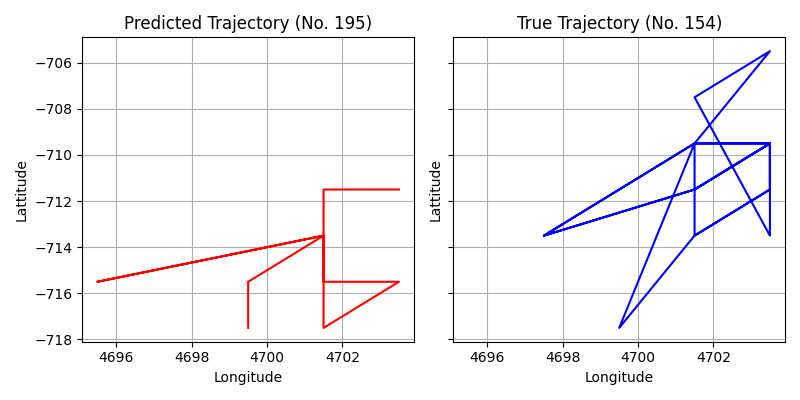 Predicted Trajectory (No. 195)
True Trajectory (No. 154)
Lattitude
−706
−708
−710
−712
−714
−716
−718
4696
4698
4700
4702
Longitude
Lattitude
4696
4698
4700
4702
Longitude